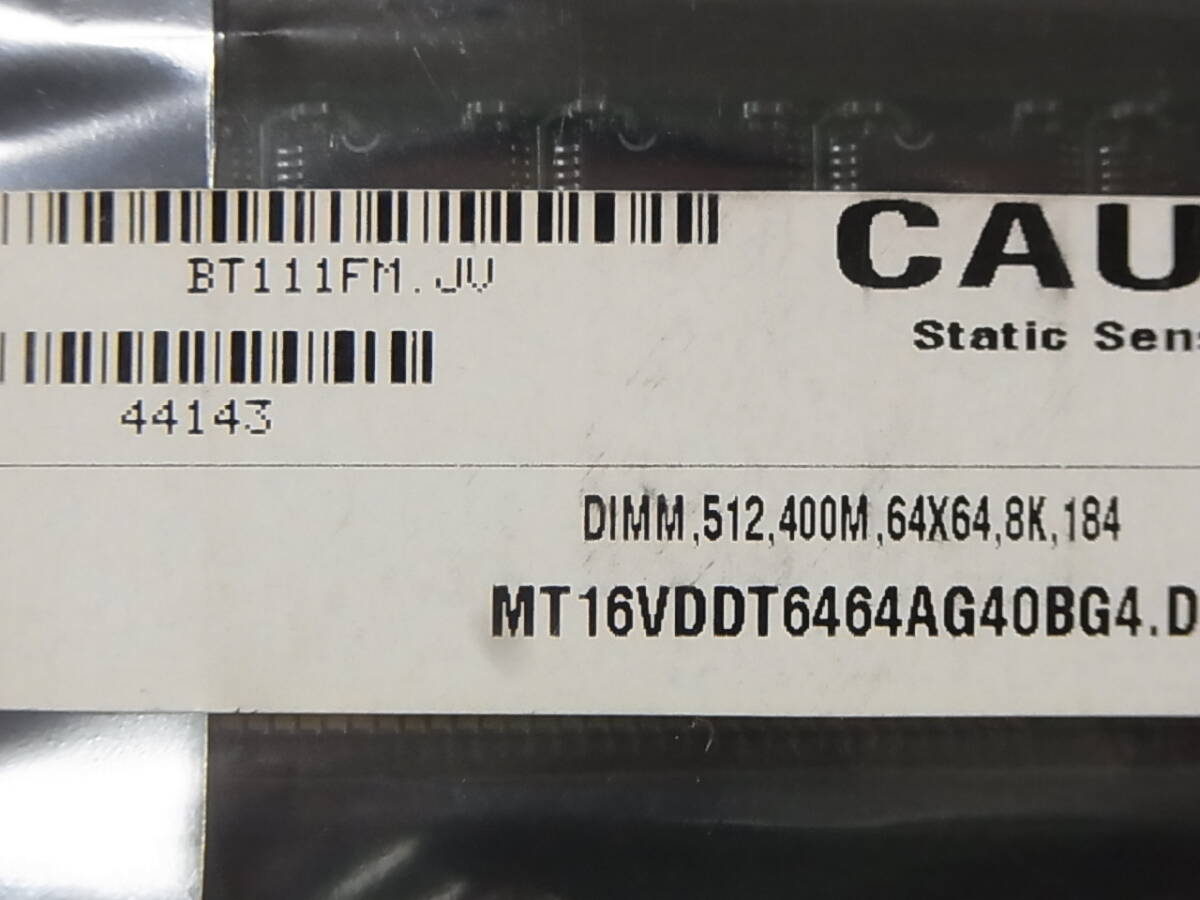 BT111FM.JV
CAU
Static Sens
44143
DIMM,512,400M,64X64,8K,184
MT16VDDT6464AG40BG4.D